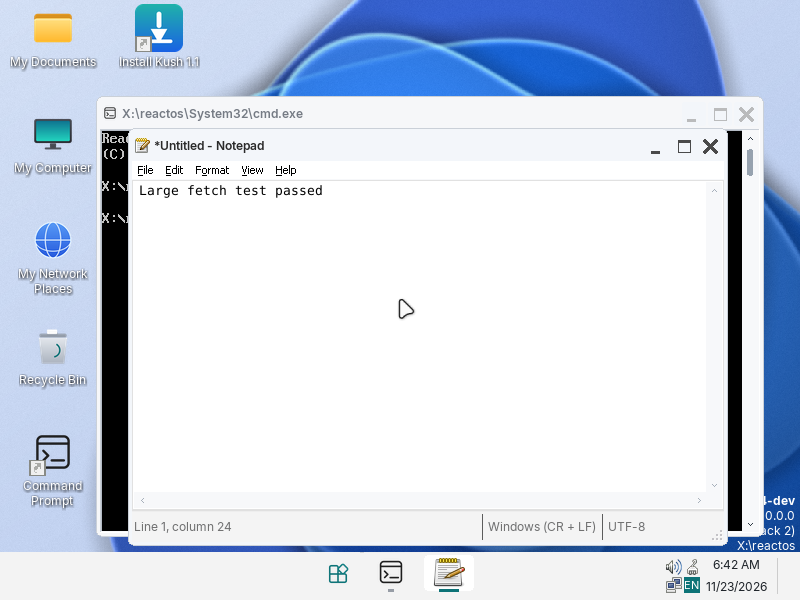 My Documents
Install Kush 1.1
My Computer
My Network
Places
Recycle Bin
Command
Prompt
X:\reactos\System32\cmd.exe
(C)
*Untitled - Notepad
File Edit Format View Help
Large fetch test passed
Line 1, column 24
Windows (CR + LF)
UTF-8
X:\reactos
EN
6:42 AM
11/23/2026